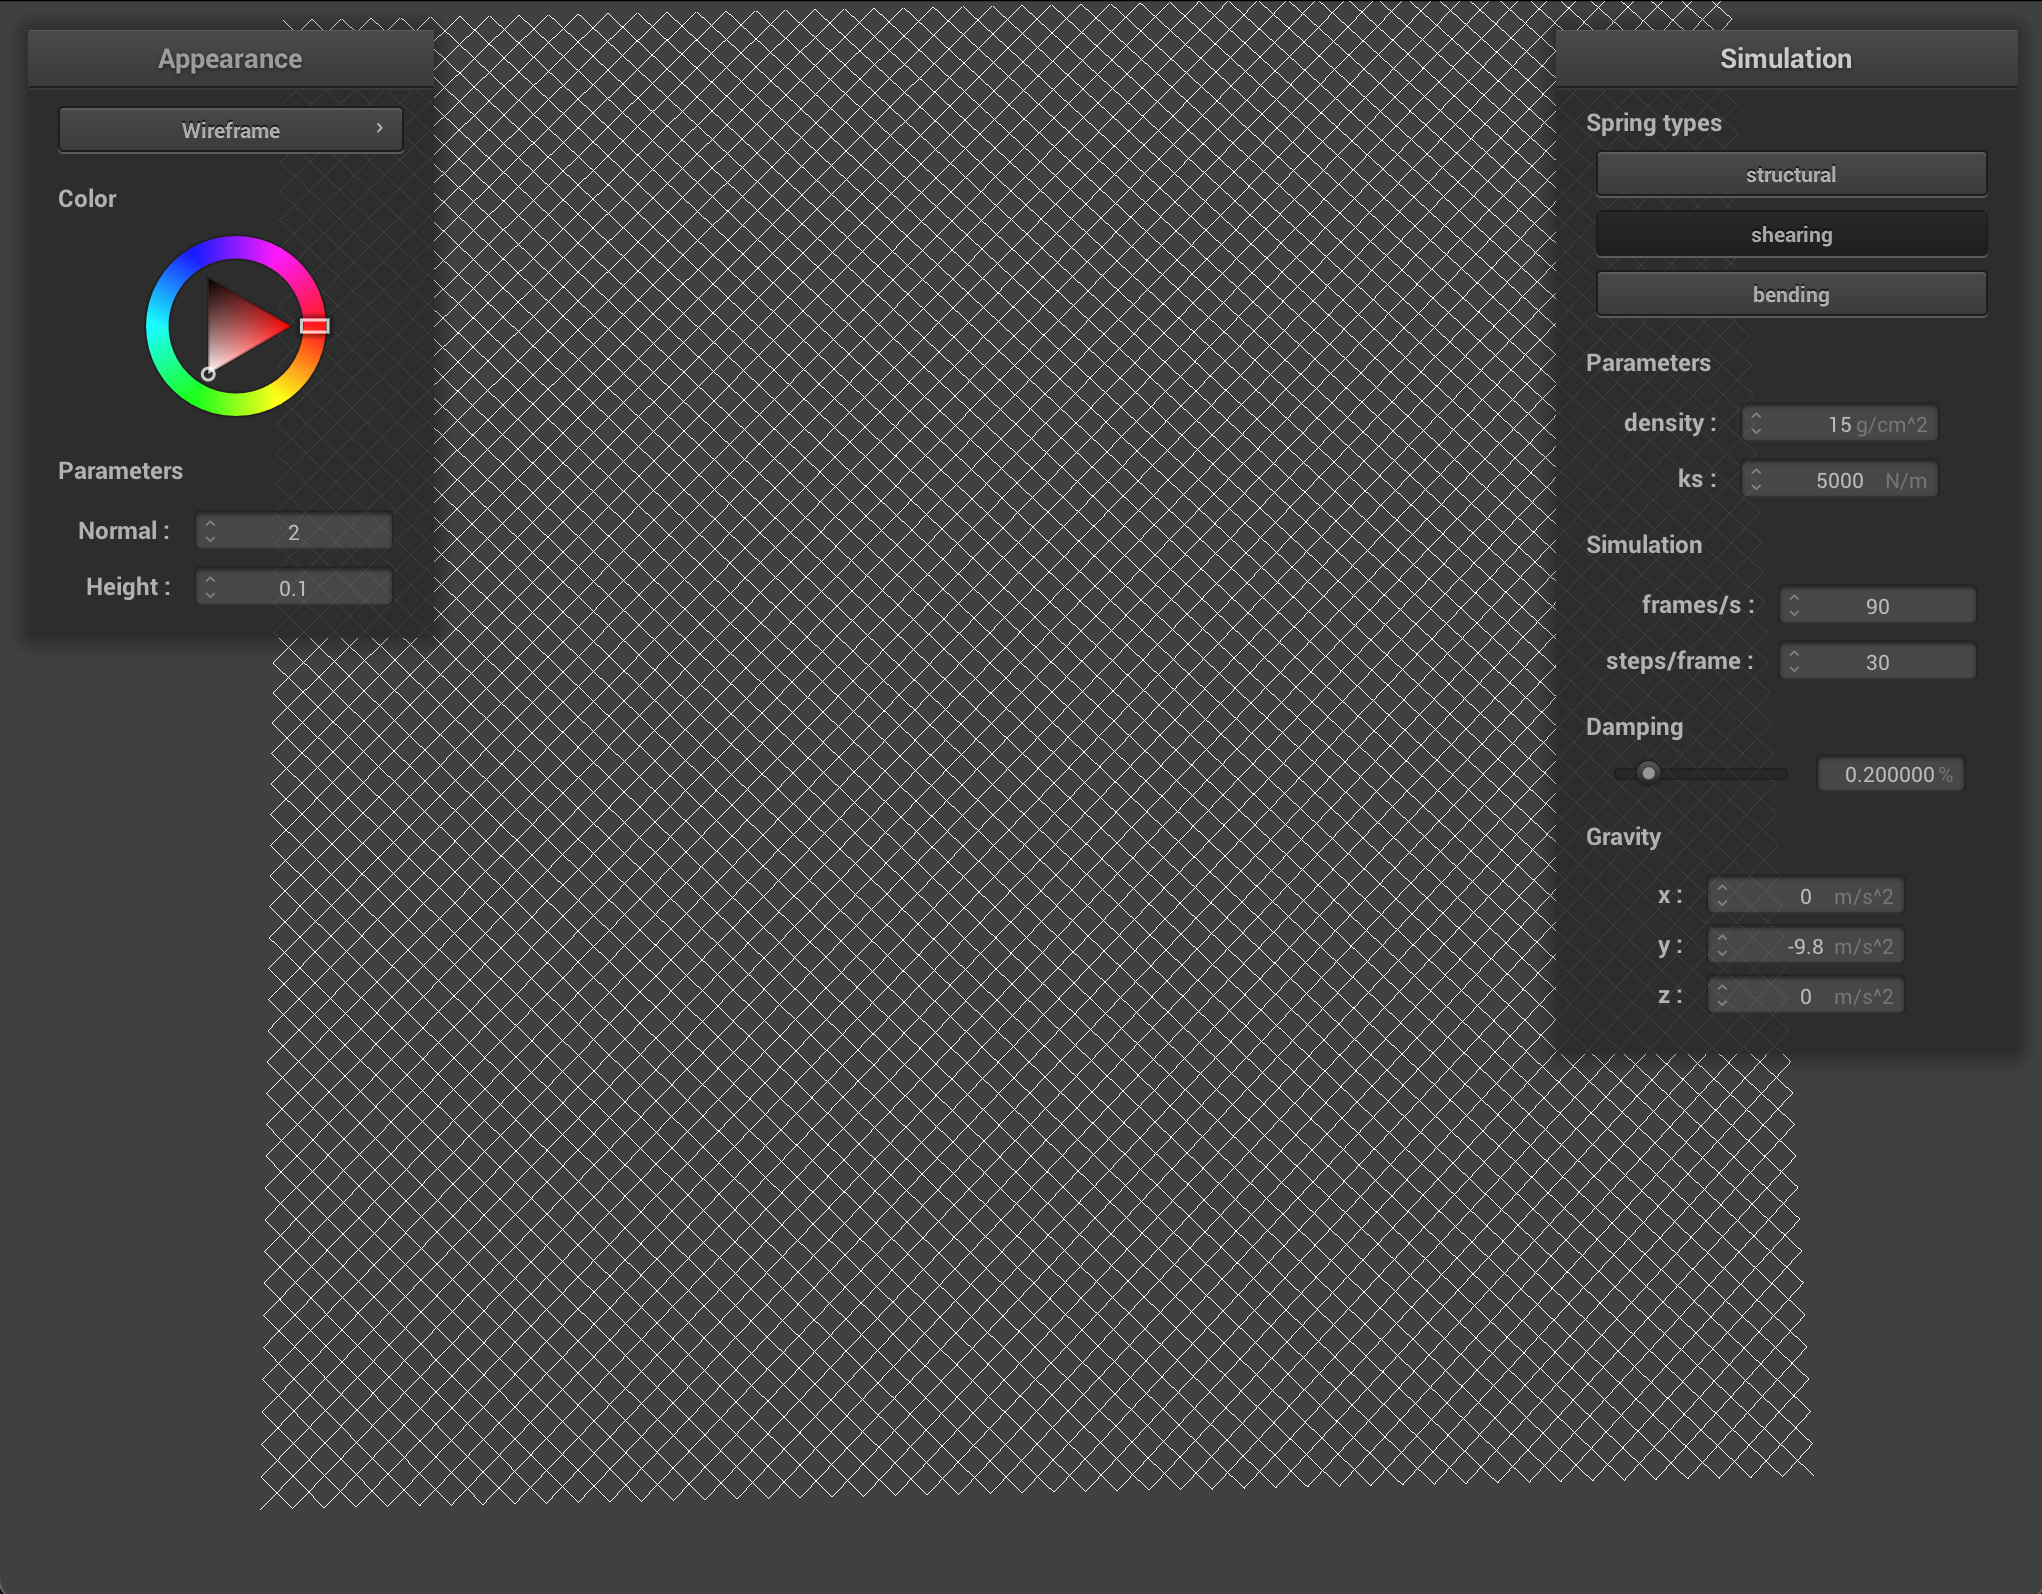 Appearance
Wireframe
Color
Parameters
Normal : 2
Height : 0.1
Simulation
Spring types
structural
shearing
bending
Parameters
density : 15 g/cm^2
ks : 5000 N/m
Simulation
frames/s : 90
steps/frame : 30
Damping
0.200000 %
Gravity
x : 0 m/s^2
y : -9.8 m/s^2
z : 0 m/s^2